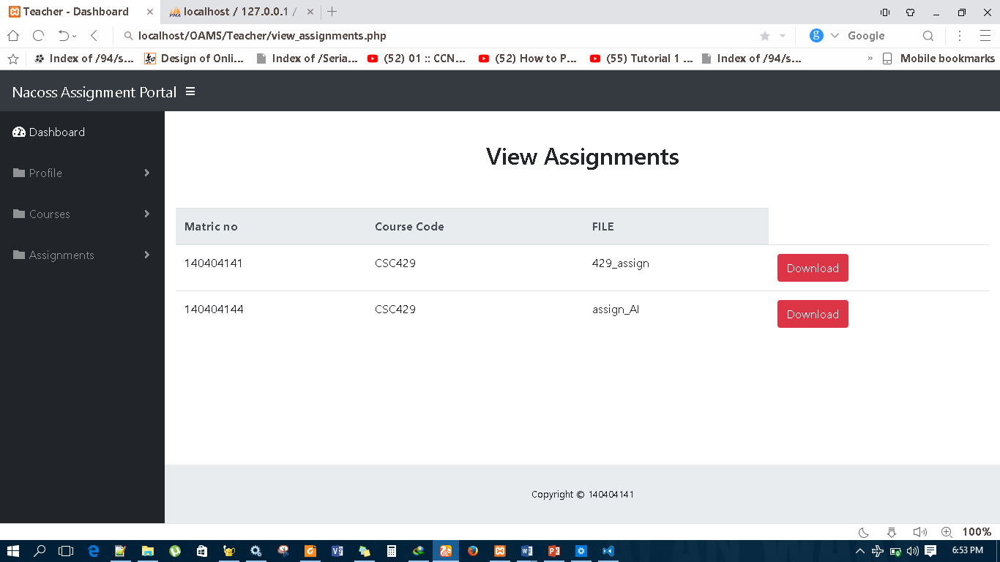 Teacher - Dashboard
localhost / 127.0.0.1 /
localhost/OAMS/Teacher/view_assignments.php
Google
Index of /94/s...
Design of Onli...
Index of /Seria...
(52) 01 :: CCN...
(52) How to P...
(55) Tutorial 1 ...
Index of /94/s...
» Mobile bookmarks
Nacoss Assignment Portal
Dashboard
Profile
Courses
Assignments
View Assignments
Matric no Course Code FILE
140404141 CSC429 429_assign Download
140404144 CSC429 assign_AI Download
Copyright © 140404141
100%
6:53 PM